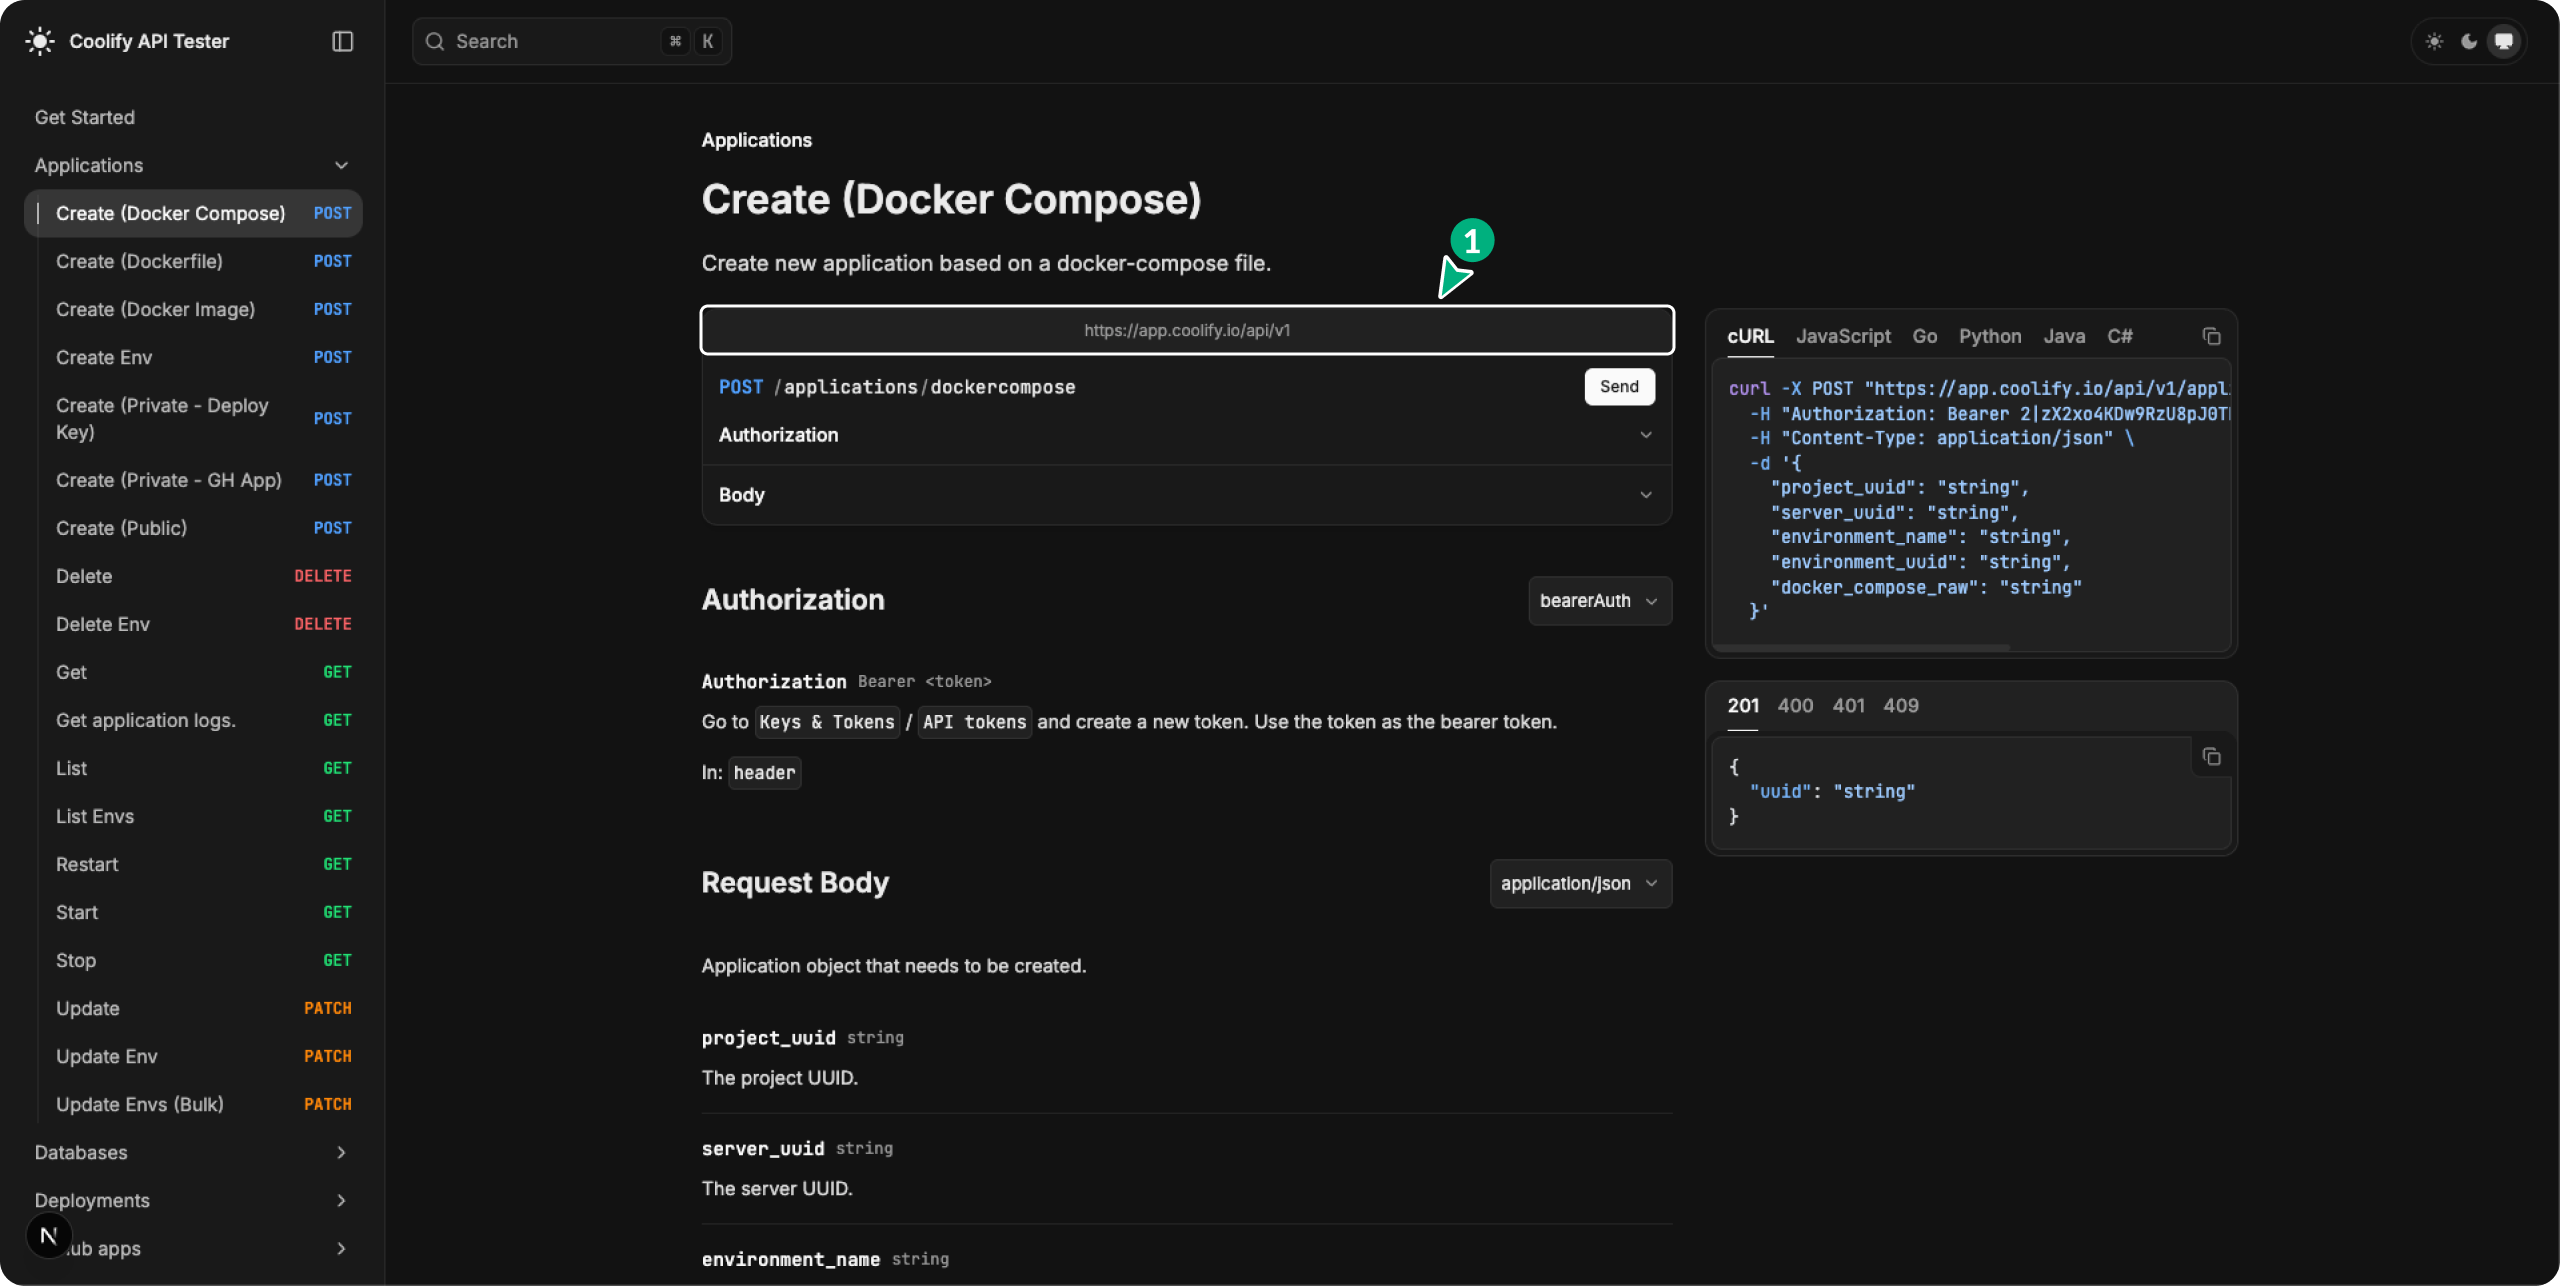 Coolify API Tester
Search
⌘ K
Get Started
Applications
Create (Docker Compose) POST
Create (Dockerfile) POST
Create (Docker Image) POST
Create Env POST
Create (Private - Deploy
Key) POST
Create (Private - GH App) POST
Create (Public) POST
Delete DELETE
Delete Env DELETE
Get GET
Get application logs. GET
List GET
List Envs GET
Restart GET
Start GET
Stop GET
Update PATCH
Update Env PATCH
Update Envs (Bulk) PATCH
Databases
Deployments
N
ub apps
Applications
Create (Docker Compose)
1
Create new application based on a docker-compose file.
https://app.coolify.io/api/v1
POST /applications/dockercompose
Send
Authorization
Body
Authorization
bearerAuth
Authorization Bearer <token>
Go to Keys & Tokens / API tokens and create a new token. Use the token as the bearer token.
In: header
Request Body
application/json
Application object that needs to be created.
project_uuid string
The project UUID.
server_uuid string
The server UUID.
environment_name string
cURL JavaScript Go Python Java C#
curl -X POST "https://app.coolify.io/api/v1/appl
-H "Authorization: Bearer 2|zX2xo4KDw9RzU8pJ0T
-H "Content-Type: application/json" \
-d '{
"project_uuid": "string",
"server_uuid": "string",
"environment_name": "string",
"environment_uuid": "string",
"docker_compose_raw": "string"
}'
201 400 401 409
{
"uuid": "string"
}